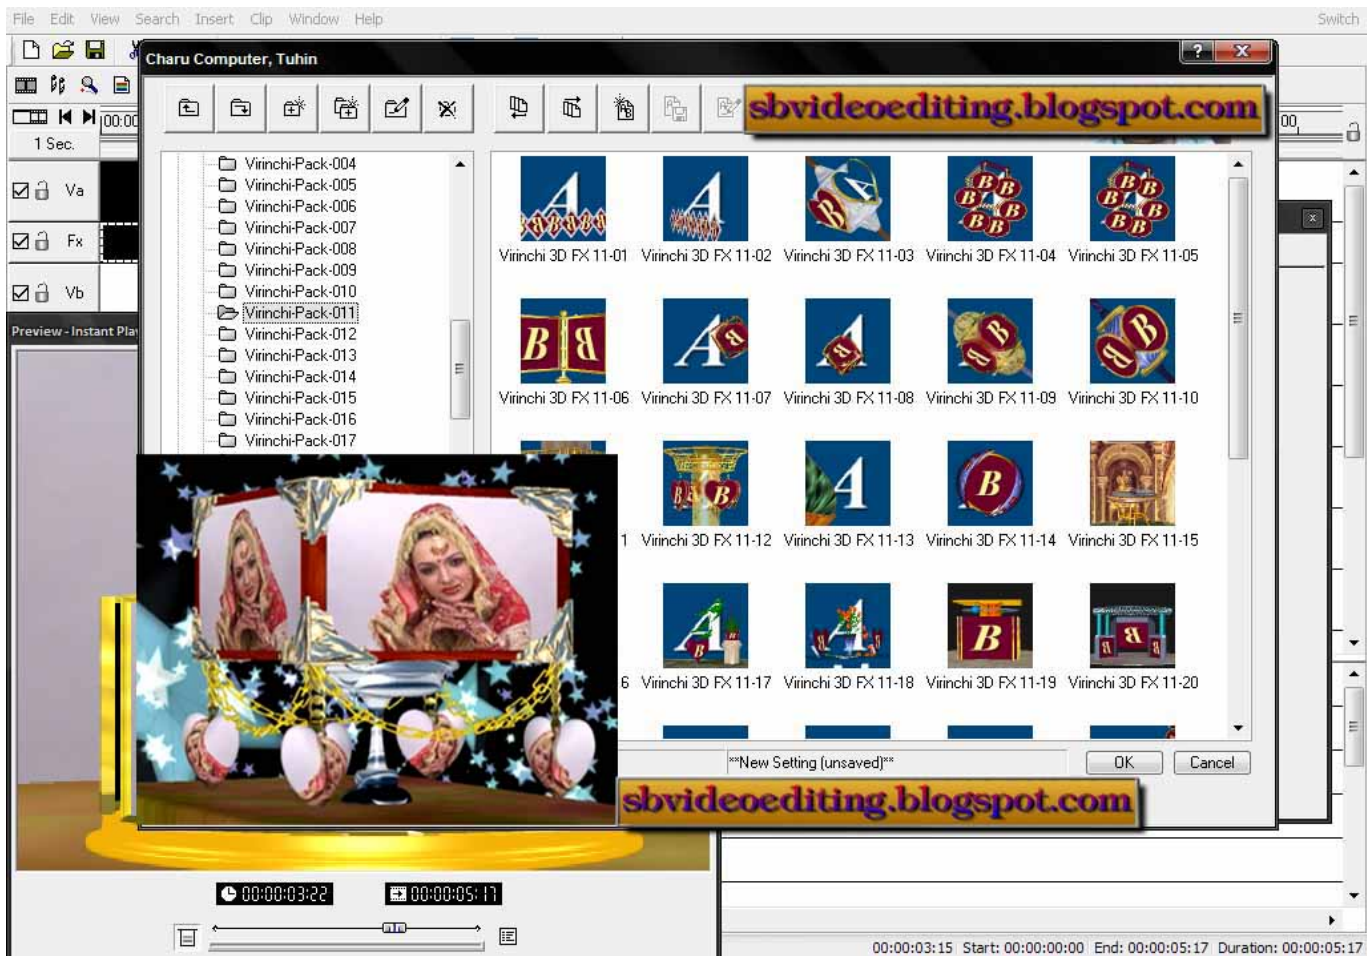 File Edit View Search Insert Clip Window Help Switch
Charu Computer, Tuhin
sbvideoediting.blogspot.com
1 Sec.
Va
Fx
Vb
Preview - Instant Play
Virinchi-Pack-004
Virinchi-Pack-005
Virinchi-Pack-006
Virinchi-Pack-007
Virinchi-Pack-008
Virinchi-Pack-009
Virinchi-Pack-010
Virinchi-Pack-011
Virinchi-Pack-012
Virinchi-Pack-013
Virinchi-Pack-014
Virinchi-Pack-015
Virinchi-Pack-016
Virinchi-Pack-017
Virinchi 3D FX 11-01 Virinchi 3D FX 11-02 Virinchi 3D FX 11-03 Virinchi 3D FX 11-04 Virinchi 3D FX 11-05
Virinchi 3D FX 11-06 Virinchi 3D FX 11-07 Virinchi 3D FX 11-08 Virinchi 3D FX 11-09 Virinchi 3D FX 11-10
1 Virinchi 3D FX 11-12 Virinchi 3D FX 11-13 Virinchi 3D FX 11-14 Virinchi 3D FX 11-15
6 Virinchi 3D FX 11-17 Virinchi 3D FX 11-18 Virinchi 3D FX 11-19 Virinchi 3D FX 11-20
**New Setting (unsaved)** OK Cancel
sbvideoediting.blogspot.com
00:00:03:22 00:00:05:17
00:00:03:15 Start: 00:00:00:00 End: 00:00:05:17 Duration: 00:00:05:17